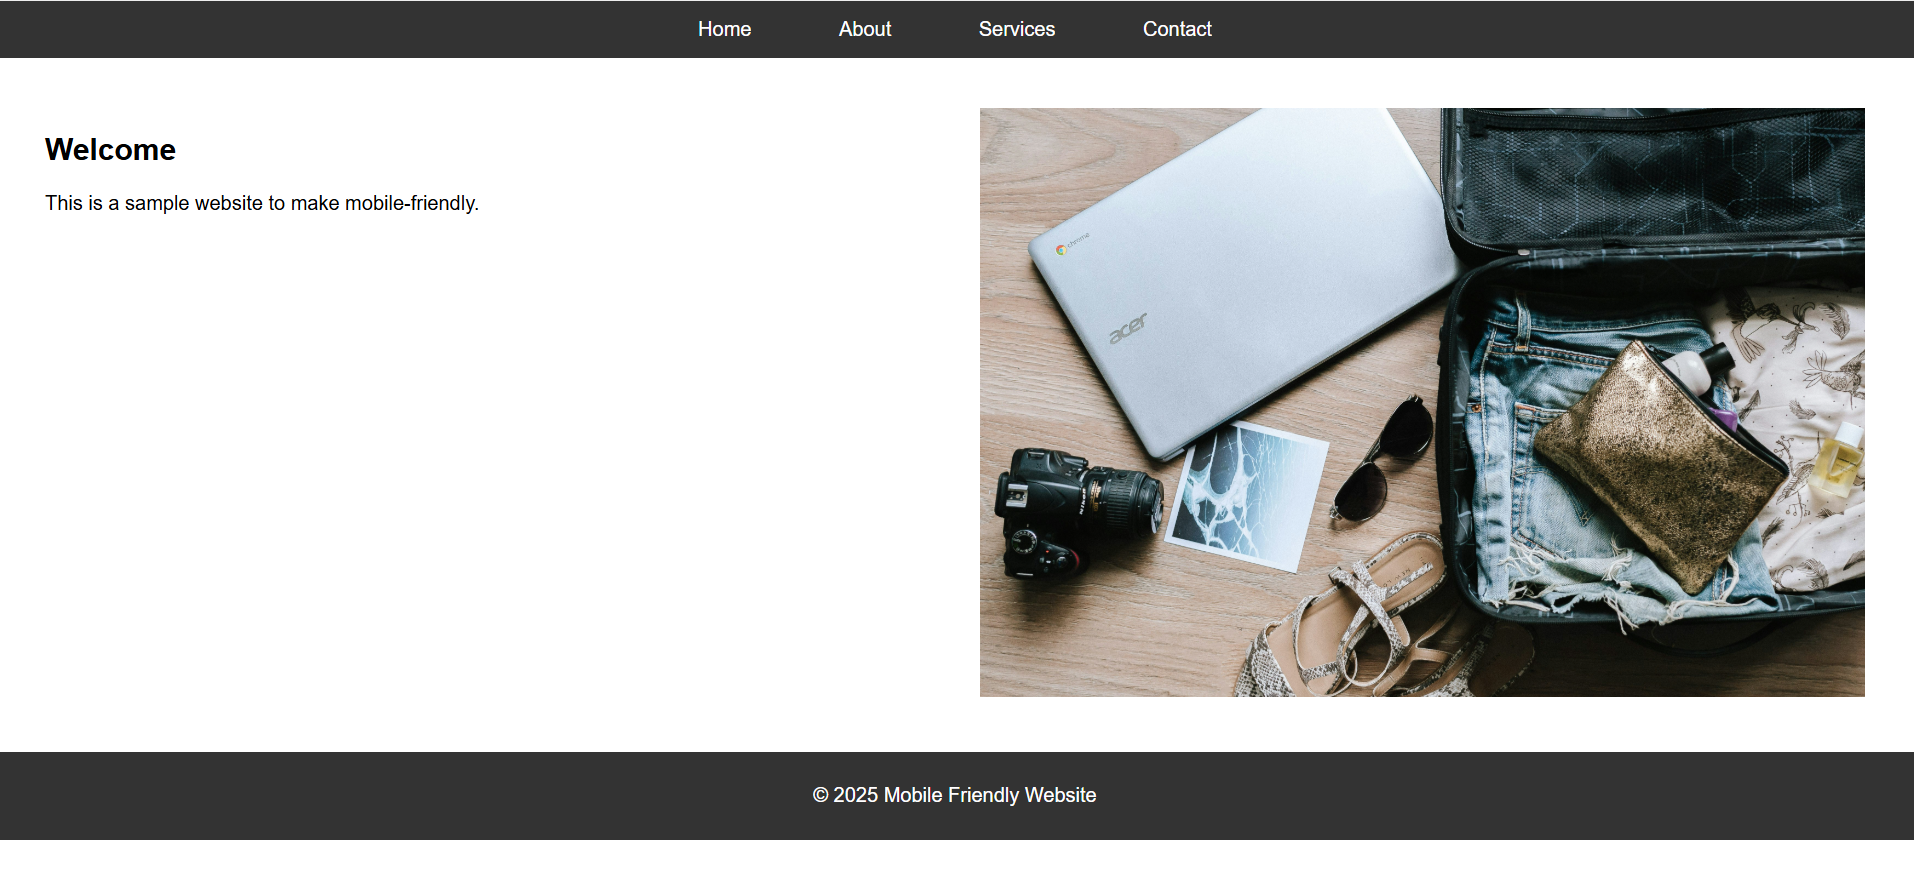 Home About Services Contact
Welcome
This is a sample website to make mobile-friendly.
chrome
acer
Nikon
© 2025 Mobile Friendly Website